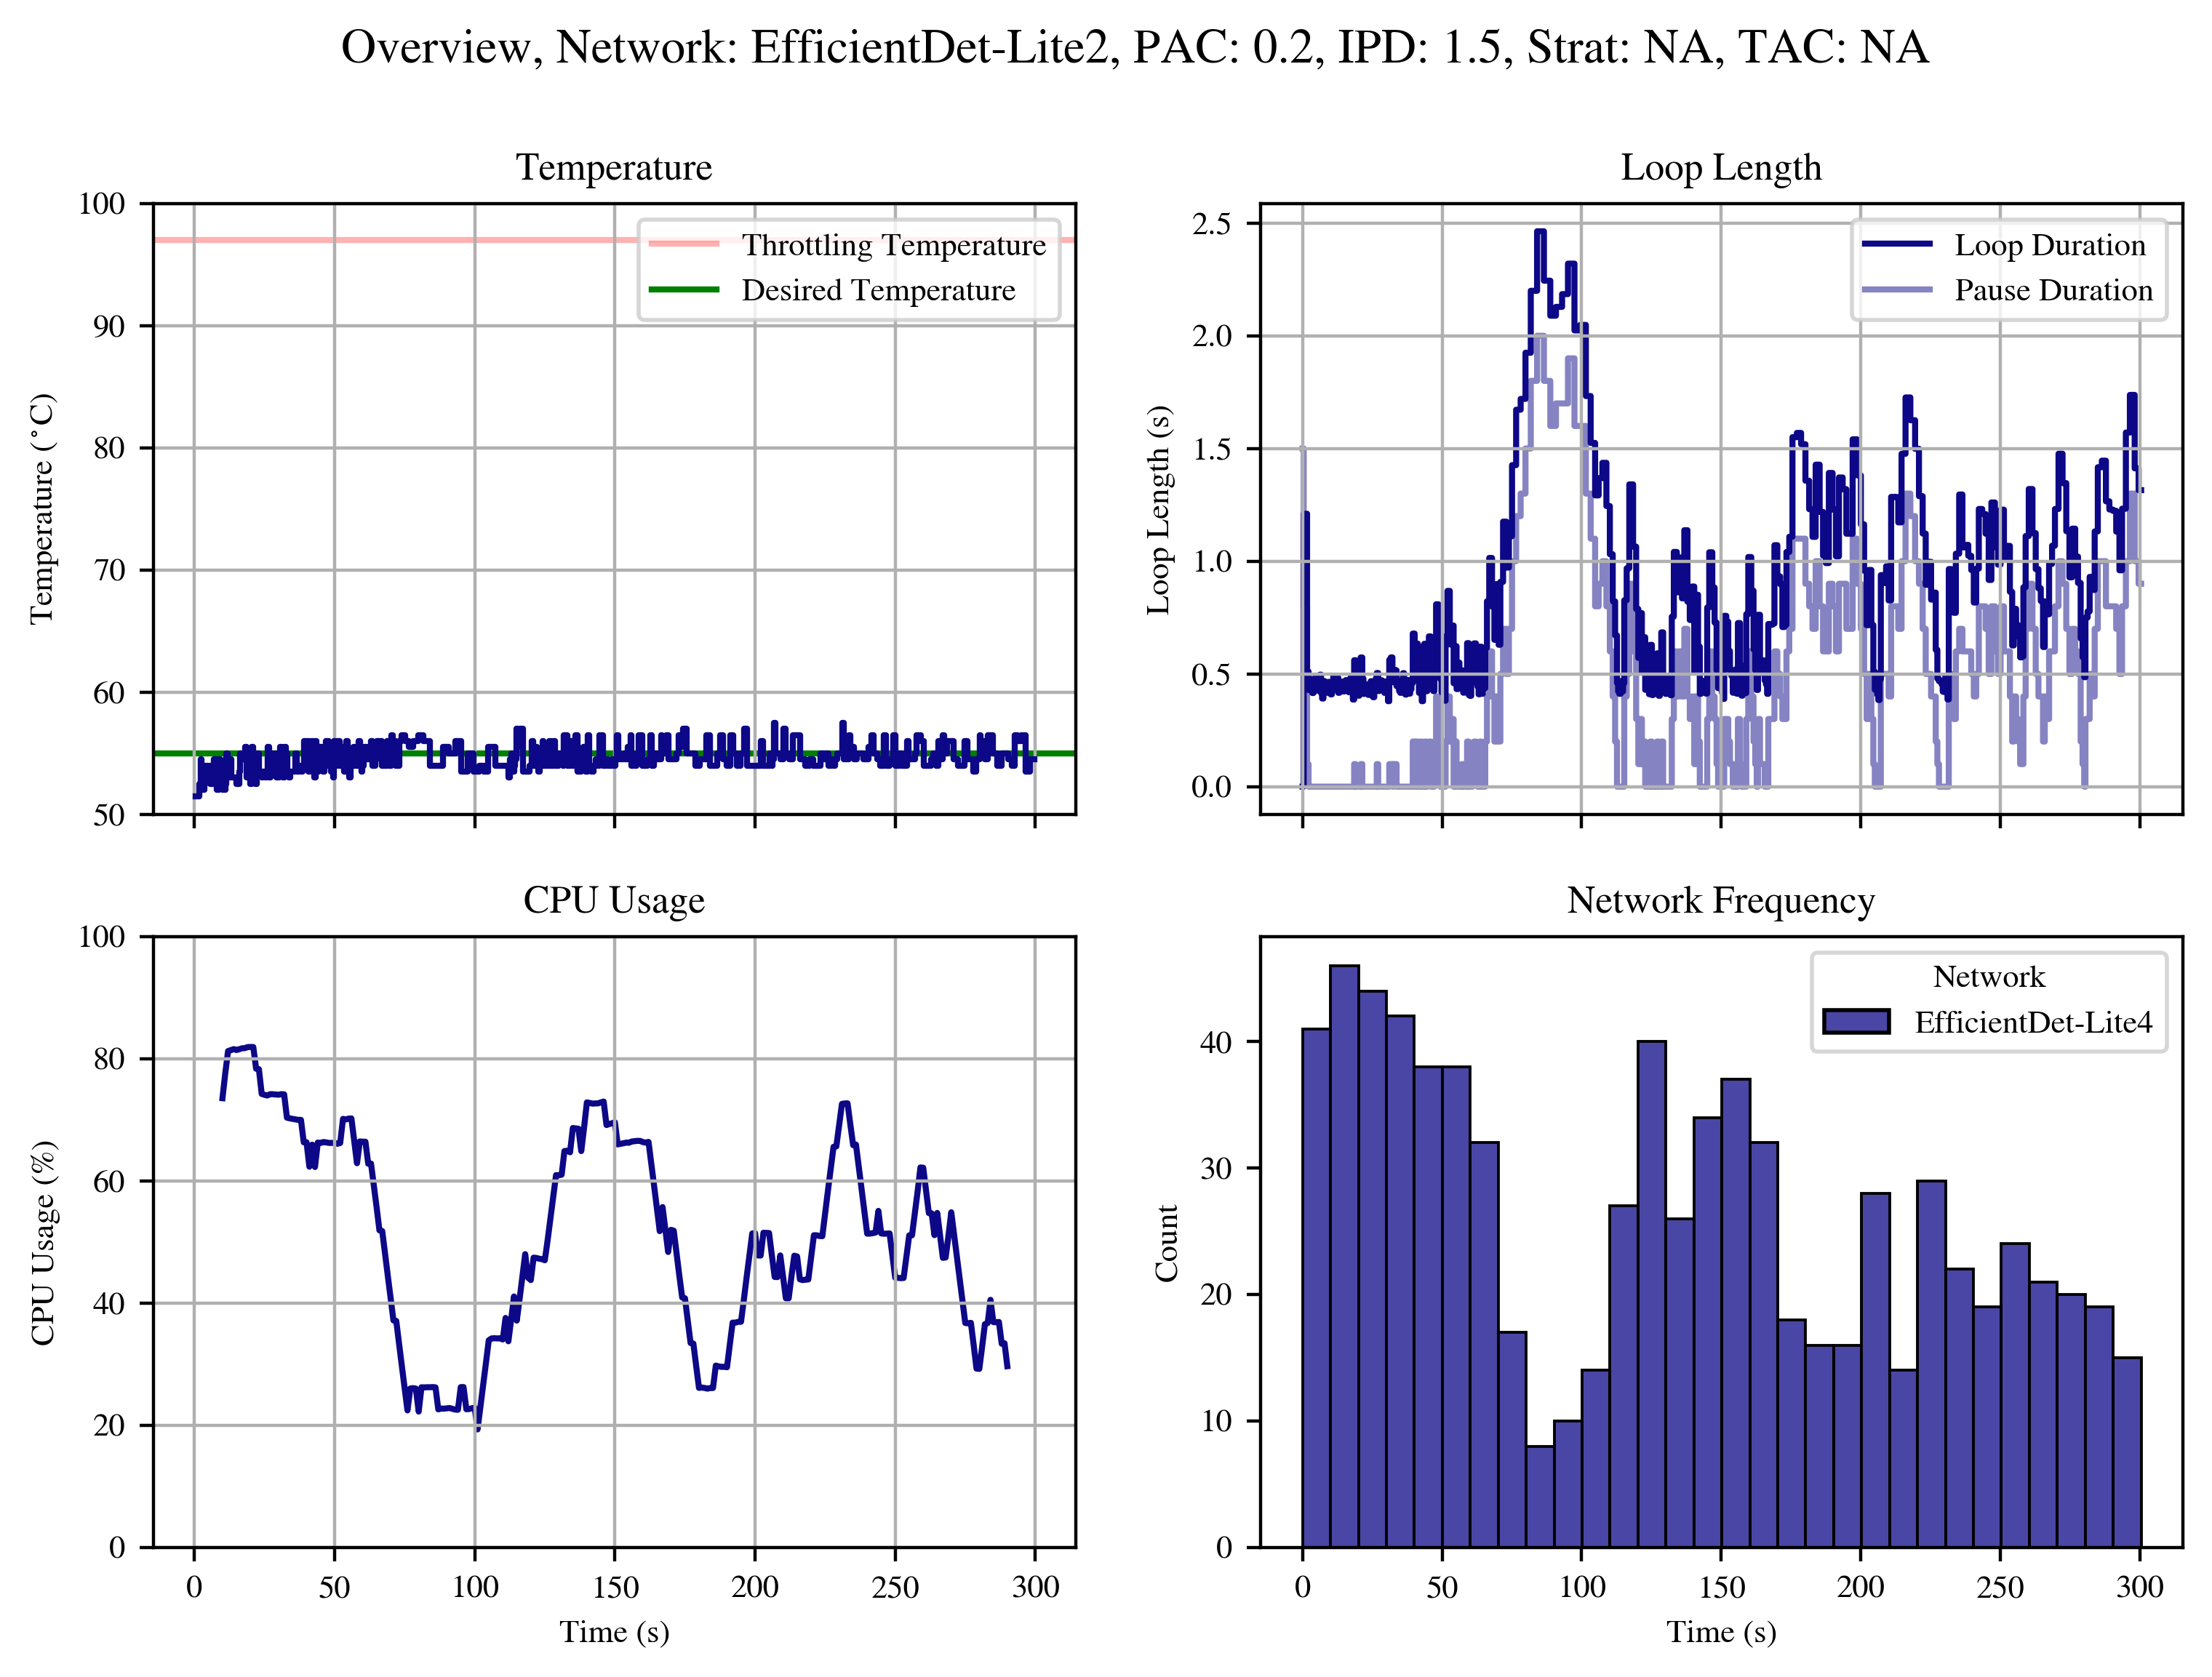 Overview, Network: EfficientDet-Lite2, PAC: 0.2, IPD: 1.5, Strat: NA, TAC: NA
Temperature
Temperature (°C)
100
90
80
70
60
50
Throttling Temperature
Desired Temperature
Loop Length
Loop Length (s)
2.5
2.0
1.5
1.0
0.5
0.0
Loop Duration
Pause Duration
CPU Usage
CPU Usage (%)
100
80
60
40
20
0
0 50 100 150 200 250 300
Time (s)
Network Frequency
Count
40
30
20
10
0
Network
EfficientDet-Lite4
0 50 100 150 200 250 300
Time (s)